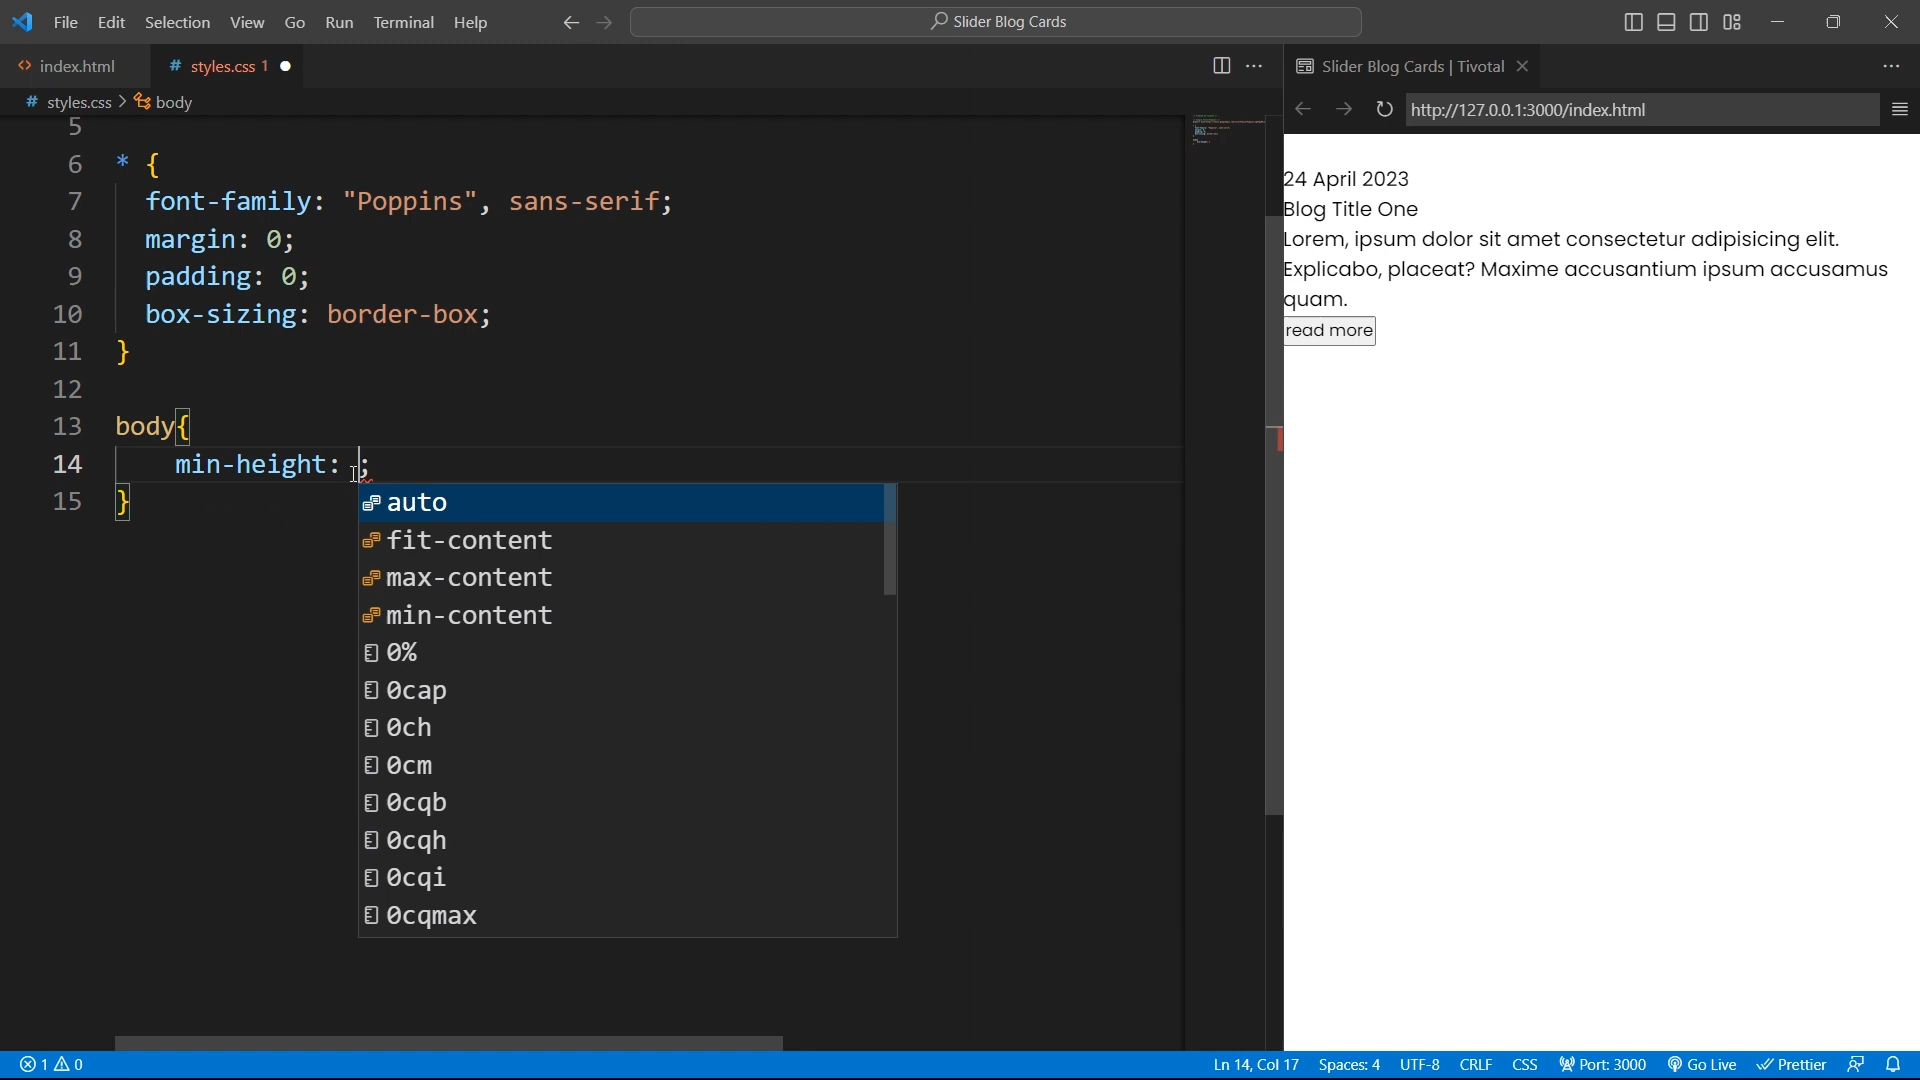 File Edit Selection View Go Run Terminal Help
Slider Blog Cards
index.html
# styles.css 1
Slider Blog Cards | Tivotal
# styles.css > body
http://127.0.0.1:3000/index.html
5
6 * {
7 font-family: "Poppins", sans-serif;
8 margin: 0;
9 padding: 0;
10 box-sizing: border-box;
11 }
12
13 body{
14 min-height: ;
15 }
auto
fit-content
max-content
min-content
0%
0cap
0ch
0cm
0cqb
0cqh
0cqi
0cqmax
24 April 2023
Blog Title One
Lorem, ipsum dolor sit amet consectetur adipisicing elit.
Explicabo, placeat? Maxime accusantium ipsum accusamus
quam.
read more
1 0
Ln 14, Col 17 Spaces: 4 UTF-8 CRLF CSS Port: 3000 Go Live Prettier